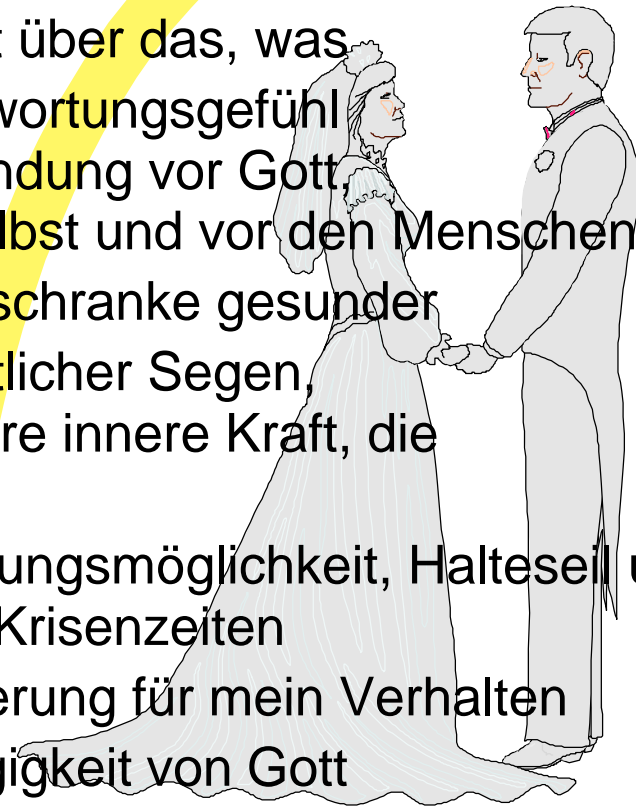 t über das, was
wortungsgefühl
ndung vor Gott,
lbst und vor den Menschen
schranke gesunder
tlicher Segen,
re innere Kraft, die
ungsmöglichkeit, Halteseil u
Krisenzeiten
erung für mein Verhalten
gigkeit von Gott